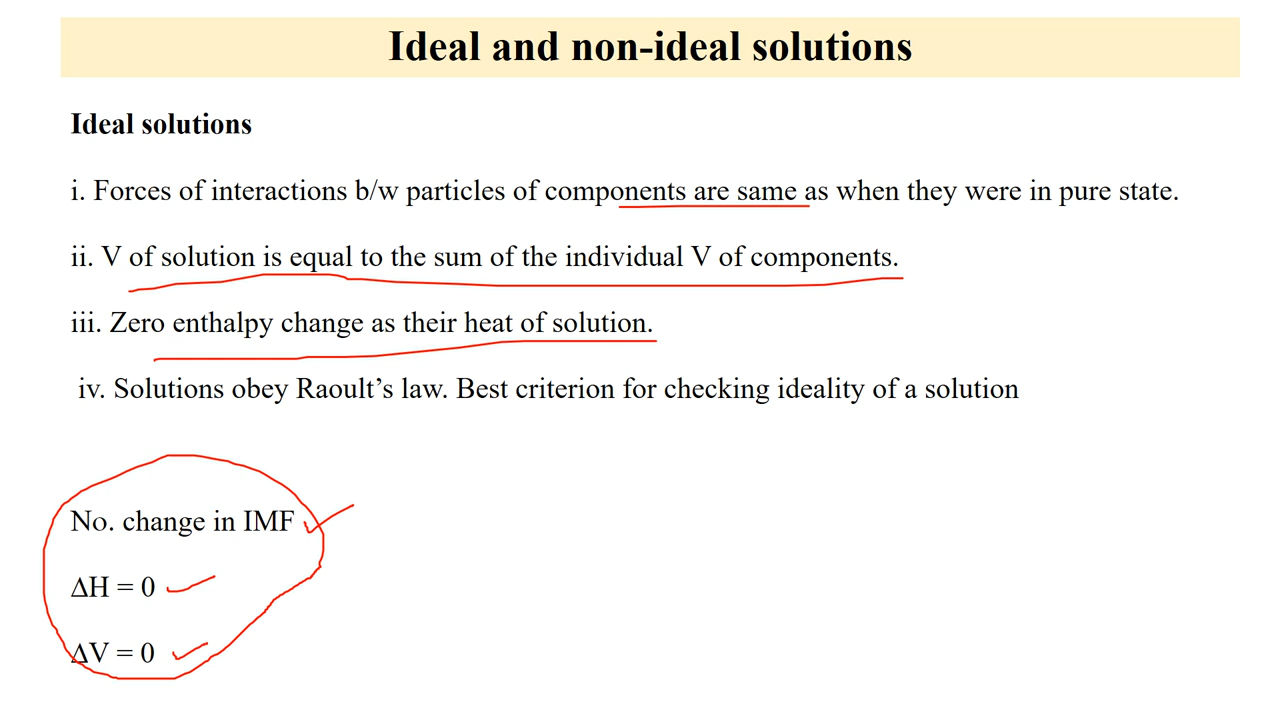 Ideal and non-ideal solutions
Ideal solutions
i. Forces of interactions b/w particles of components are same as when they were in pure state.
ii. V of solution is equal to the sum of the individual V of components.
iii. Zero enthalpy change as their heat of solution.
iv. Solutions obey Raoult’s law. Best criterion for checking ideality of a solution
No. change in IMF
ΔH = 0
ΔV = 0